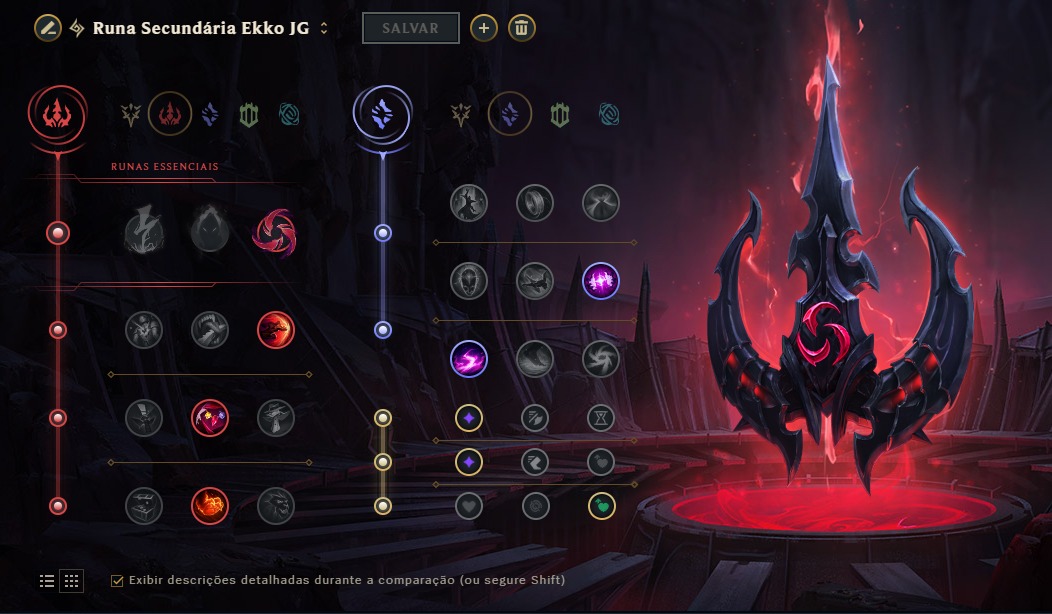 Runa Secundária Ekko JG
SALVAR
RUNAS ESSENCIAIS
Exibir descrições detalhadas durante a comparação (ou segure Shift)